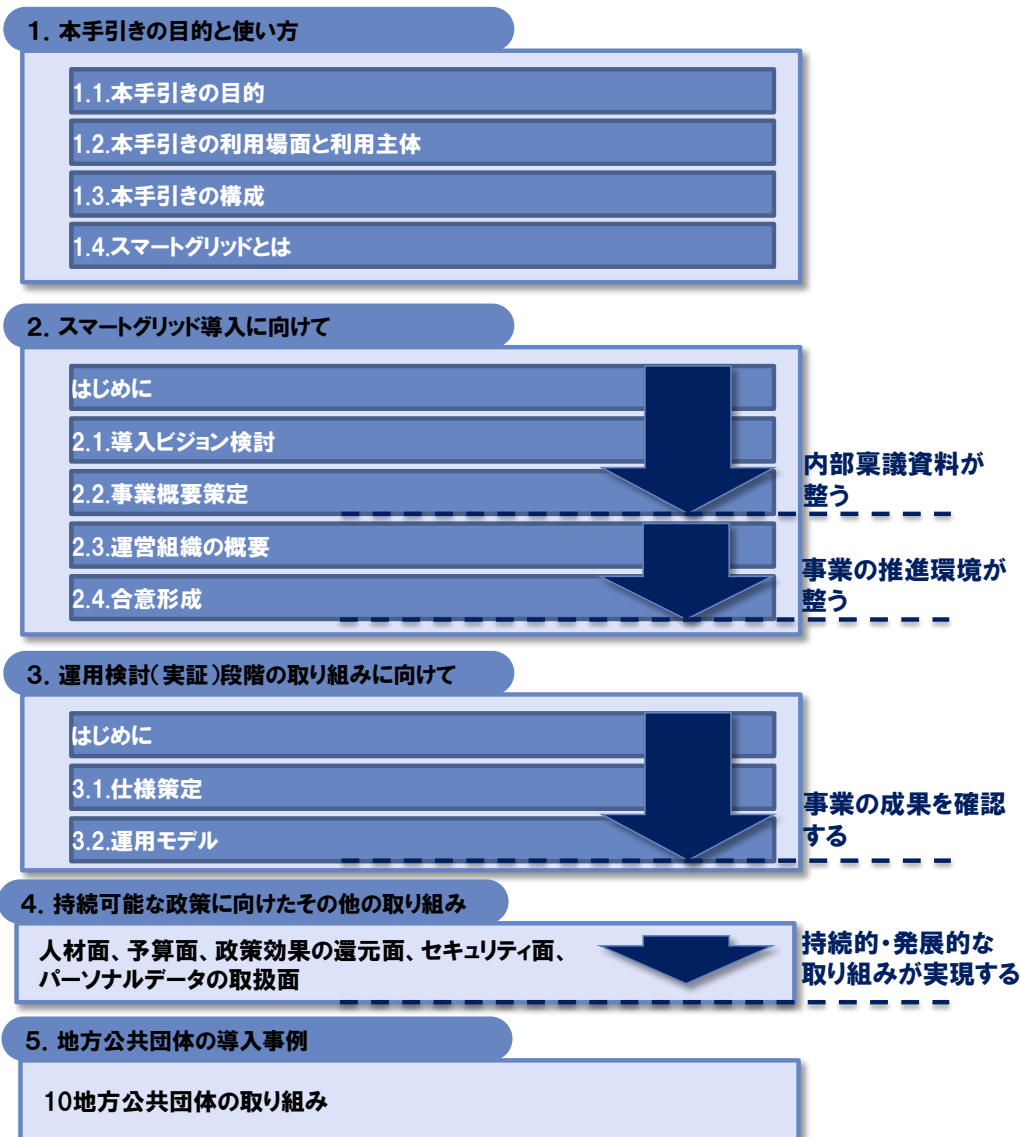 1. 本手引きの目的と使い方
1.1.本手引きの目的
1.2.本手引きの利用場面と利用主体
1.3.本手引きの構成
1.4.スマートグリッドとは
2. スマートグリッド導入に向けて
はじめに
2.1.導入ビジョン検討
2.2.事業概要策定
内部稟議資料が
整う
2.3.運営組織の概要
2.4.合意形成
事業の推進環境が
整う
3. 運用検討(実証)段階の取り組みに向けて
はじめに
3.1.仕様策定
3.2.運用モデル
事業の成果を確認
する
4. 持続可能な政策に向けたその他の取り組み
人材面、予算面、政策効果の還元面、セキュリティ面、
パーソナルデータの取扱面
持続的・発展的な
取り組みが実現する
5. 地方公共団体の導入事例
10地方公共団体の取り組み